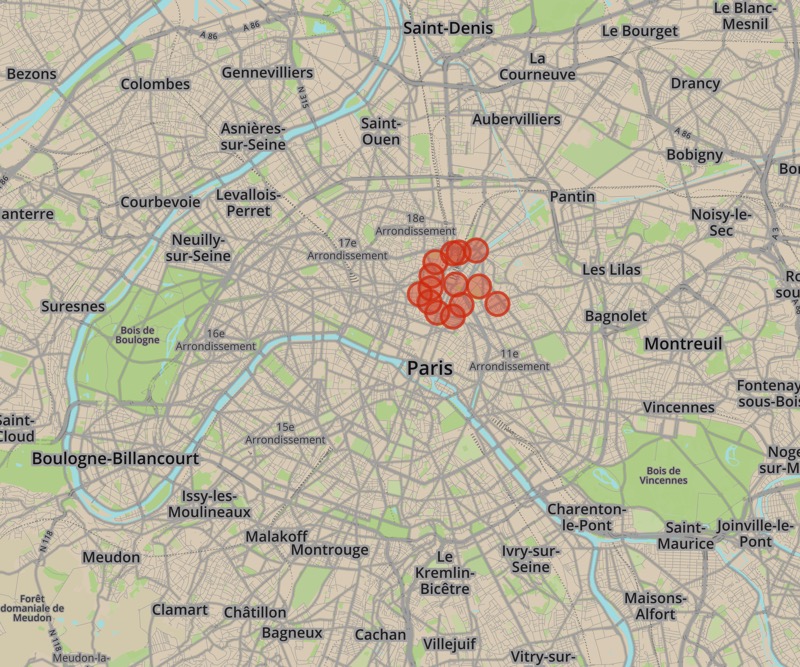 Saint-Denis
Le Blanc-
Mesnil
Le Bourget
A 86
A 86
Bezons
Colombes
Gennevilliers
La
Courneuve
Drancy
N 315
Asnières-
sur-Seine
Saint-
Ouen
Aubervilliers
A 86
Bobigny
Courbevoie
Levallois-
Perret
Pantin
anterre
18e
Arrondissement
17e
Arrondissement
Noisy-le-
Sec
A 3
Neuilly-
sur-Seine
Les Lilas
Suresnes
Bagnolet
Bois de
Boulogne
16e
Arrondissement
Montreuil
Paris
11e
Arrondissement
Fontenay
sous-Bois
Vincennes
Saint-
Cloud
15e
Arrondissement
Boulogne-Billancourt
Bois de
Vincennes
Issy-les-
Moulineaux
Charenton-
le-Pont
Saint-
Maurice
Joinville-le-
Pont
N 118
Meudon
Malakoff
Montrouge
Le
Kremlin-
Bicêtre
Ivry-sur-
Seine
Forêt
domaniale de
Meudon
Clamart
Châtillon
Maisons-
Alfort
N 118
Bagneux
Cachan
Villejuif
Vitry-sur-
Meudon-la-